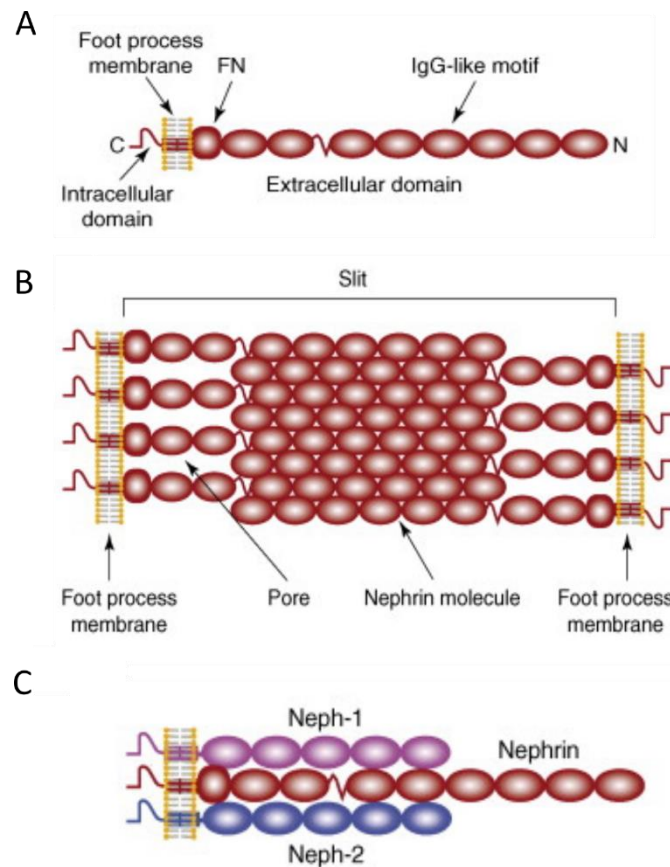 A
Foot process
membrane
FN
IgG-like motif
C
N
Intracellular
domain
Extracellular domain
B
Slit
Foot process
membrane
Pore
Nephrin molecule
Foot process
membrane
C
Neph-1
Nephrin
Neph-2